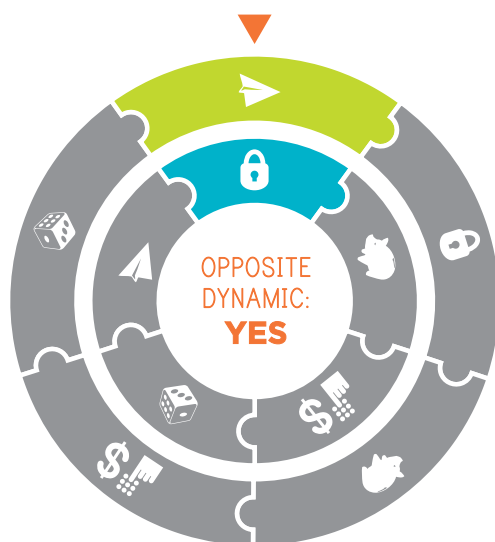 OPPOSITE
DYNAMIC:
YES
$
$